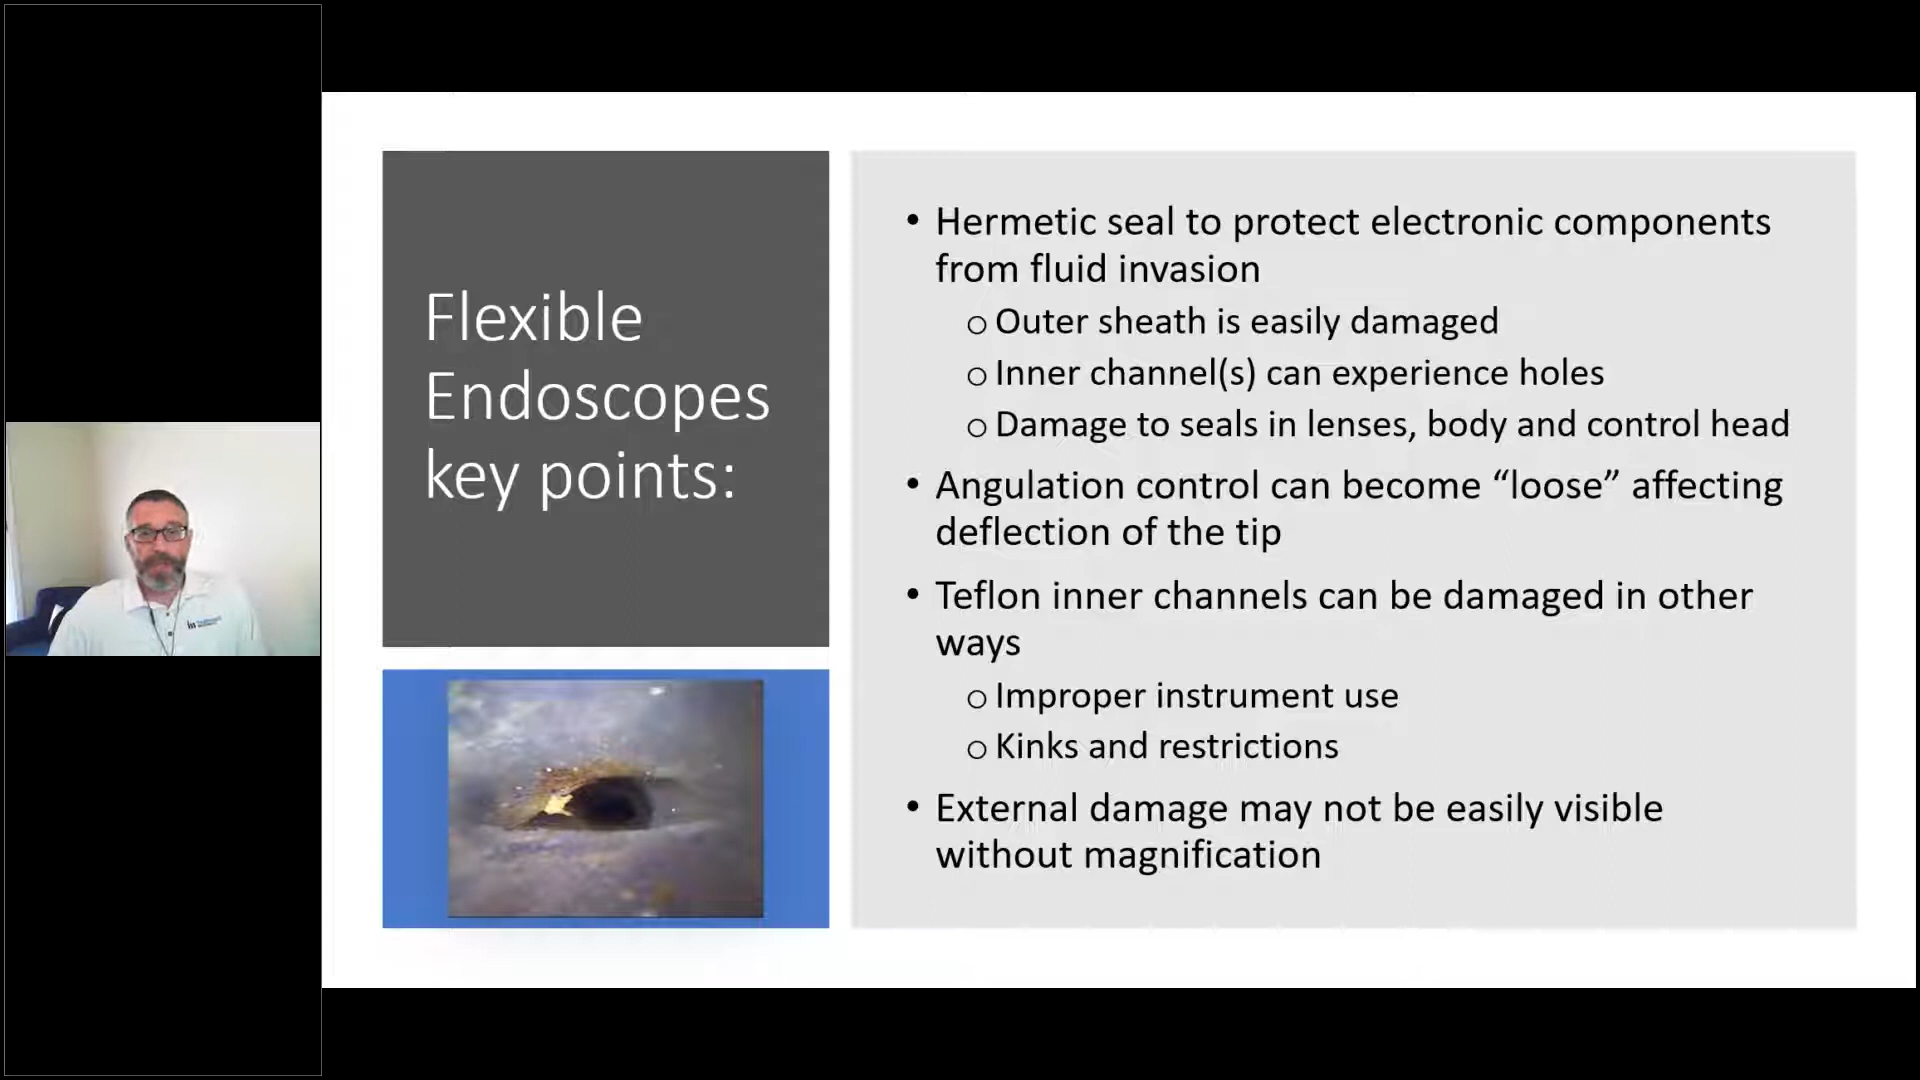 Flexible
Endoscopes
key points:
• Hermetic seal to protect electronic components
from fluid invasion
o Outer sheath is easily damaged
o Inner channel(s) can experience holes
o Damage to seals in lenses, body and control head
• Angulation control can become “loose” affecting
deflection of the tip
• Teflon inner channels can be damaged in other
ways
o Improper instrument use
o Kinks and restrictions
• External damage may not be easily visible
without magnification